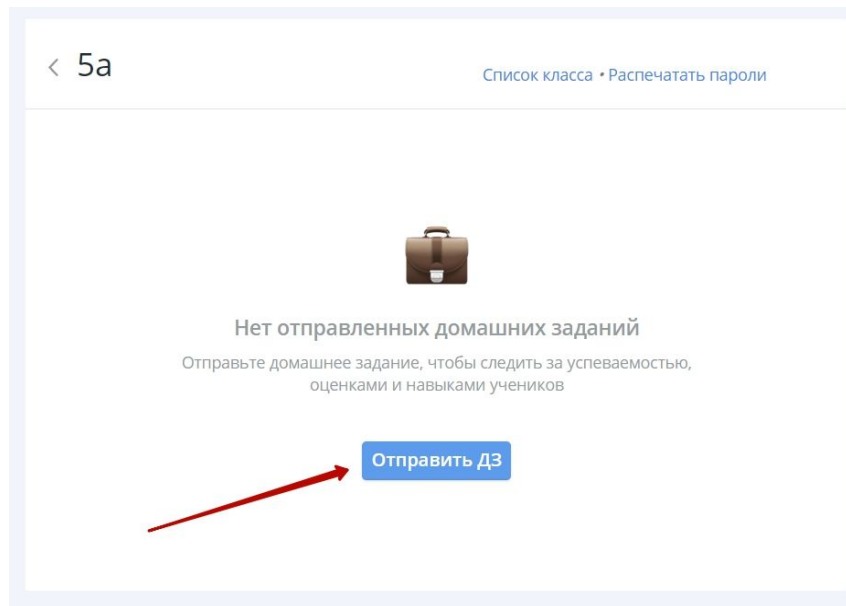 < 5а
Список класса • Распечатать пароли
Нет отправленных домашних заданий
Отправьте домашнее задание, чтобы следить за успеваемостью,
оценками и навыками учеников
Отправить ДЗ